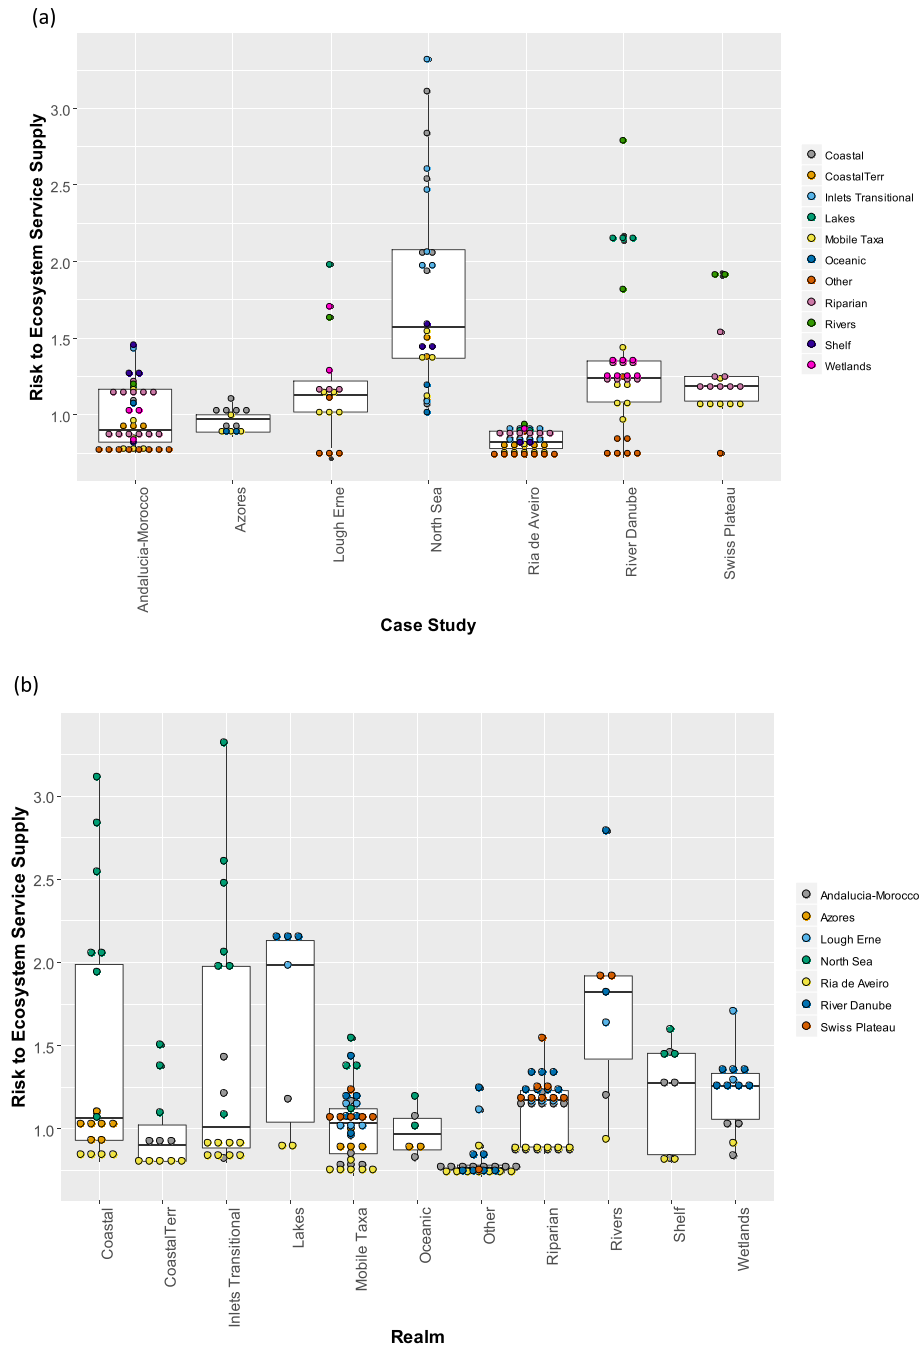 (a)
Risk to Ecosystem Service Supply
3.0
2.5
2.0
1.5
1.0
Andalucia-Morocco
Azores
Lough Erne
North Sea
Ria de Aveiro
River Danube
Swiss Plateau
Case Study
Coastal
CoastalTerr
Inlets Transitional
Lakes
Mobile Taxa
Oceanic
Other
Riparian
Rivers
Shelf
Wetlands
(b)
Risk to Ecosystem Service Supply
3.0
2.5
2.0
1.5
1.0
Coastal
CoastalTerr
Inlets Transitional
Lakes
Mobile Taxa
Oceanic
Other
Riparian
Rivers
Shelf
Wetlands
Realm
Andalucia-Morocco
Azores
Lough Erne
North Sea
Ria de Aveiro
River Danube
Swiss Plateau